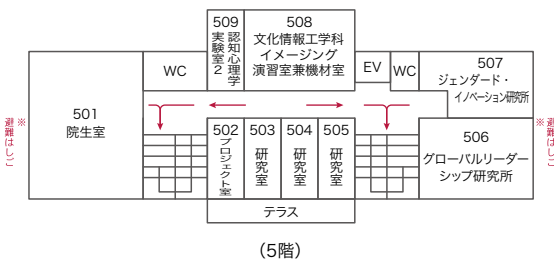 509
認知心理学
実験室2
508
文化情報工学科
イメージング
演習室兼機材室
WC
EV
WC
507
ジェンダード・
イノベーション研究所
501
院生室
※
避難はしご
502
プロジェクト室
503
研究室
504
研究室
505
研究室
506
グローバルリーダー
シップ研究所
※
避難はしご
テラス
(5階)